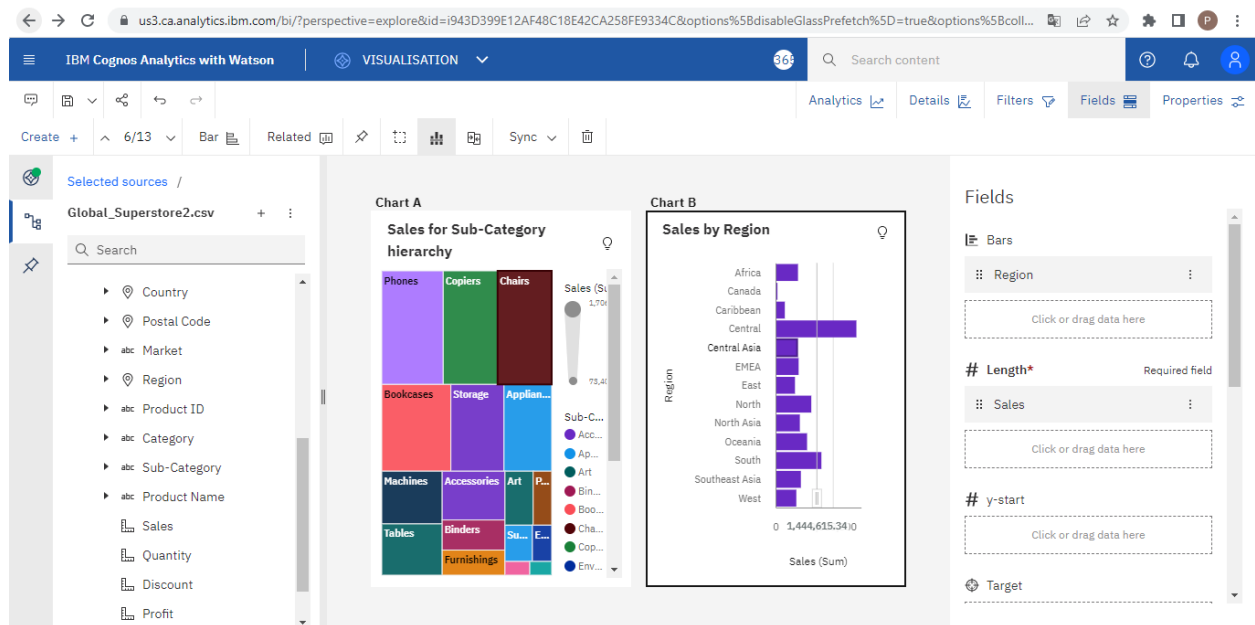 us3.ca.analytics.ibm.com/bi/?perspective=explore&id=i943D399E12AF48C18E42CA258FE9334C&options%5BdisableGlassPrefetch%5D=true&options%5Bcoll...
P
IBM Cognos Analytics with Watson
VISUALISATION
365
Search content
Analytics
Details
Filters
Fields
Properties
Create +
6/13
Bar
Related
Sync
Selected sources /
Global_Superstore2.csv
Search
Country
Postal Code
abc Market
Region
abc Product ID
abc Category
abc Sub-Category
abc Product Name
Sales
Quantity
Discount
Profit
Chart A
Sales for Sub-Category
hierarchy
Phones
Copiers
Chairs
Bookcases
Storage
Applian...
Machines
Accessories
Art
P...
Tables
Binders
Su...
E...
Furnishings
Sales (Su
Sub-C...
Acc...
Ap...
Art
Bin...
Boo...
Cha...
Cop...
Env...
Chart B
Sales by Region
Region
Africa
Canada
Caribbean
Central
Central Asia
EMEA
East
North
North Asia
Oceania
South
Southeast Asia
West
0 1,444,615.34
Sales (Sum)
Fields
Bars
Region
Click or drag data here
# Length*
Required field
Sales
Click or drag data here
# y-start
Click or drag data here
Target